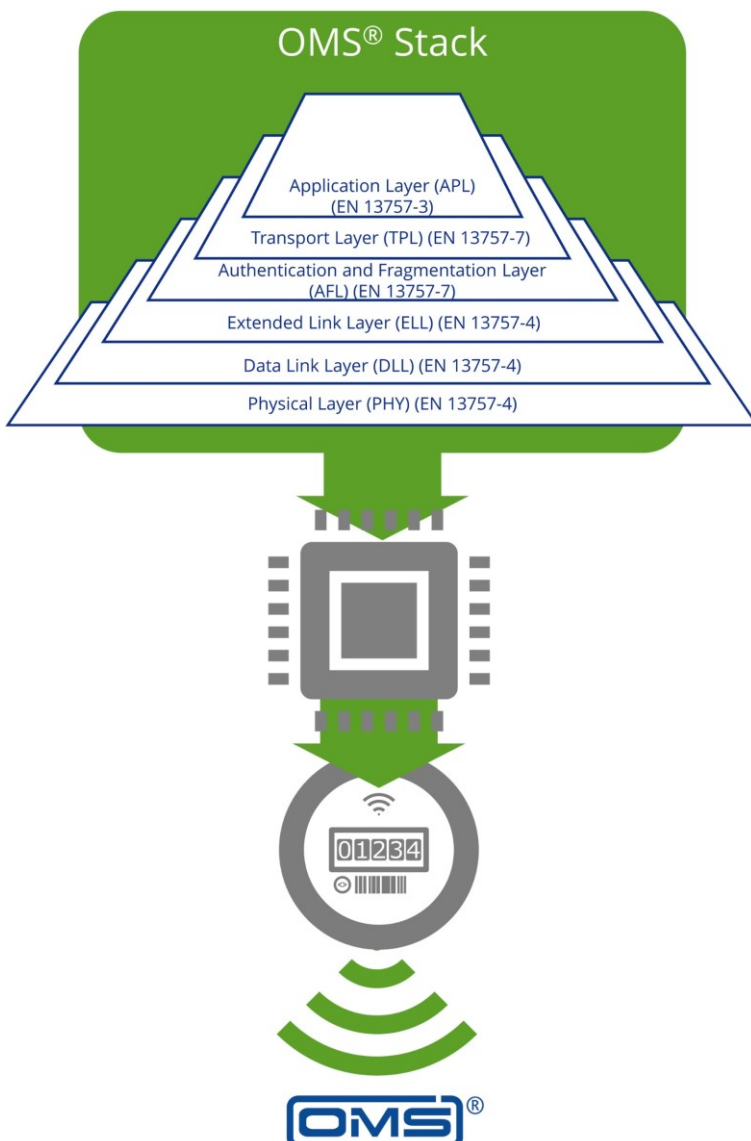 OMS® Stack
Application Layer (APL)
(EN 13757-3)
Transport Layer (TPL) (EN 13757-7)
Authentication and Fragmentation Layer
(AFL) (EN 13757-7)
Extended Link Layer (ELL) (EN 13757-4)
Data Link Layer (DLL) (EN 13757-4)
Physical Layer (PHY) (EN 13757-4)
01234
OMS®